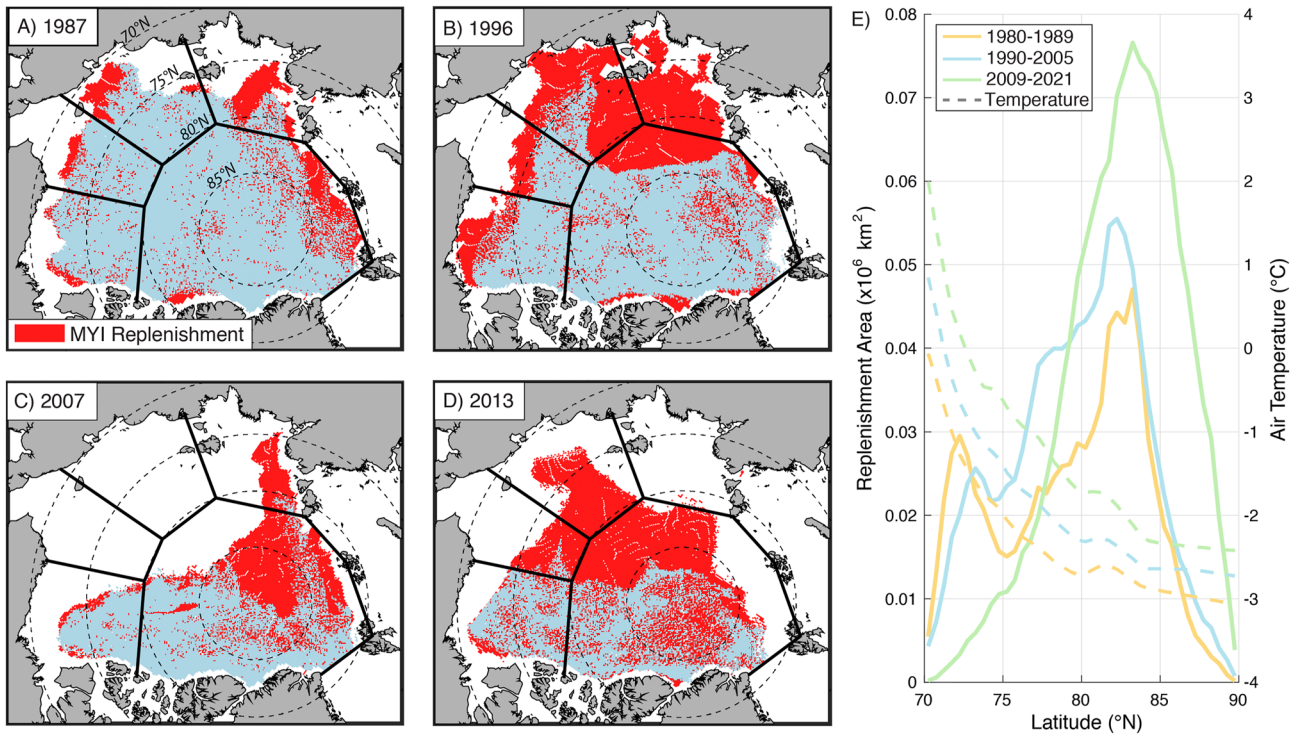 A) 1987
70°N
75°N
80°N
85°N
MYI Replenishment
B) 1996
C) 2007
D) 2013
E)
0.08
0.07
0.06
0.05
0.04
0.03
0.02
0.01
0
Replenishment Area (x10⁶ km²)
1980-1989
1990-2005
2009-2021
Temperature
4
3
2
1
0
-1
-2
-3
-4
Air Temperature (°C)
70
75
80
85
90
Latitude (°N)